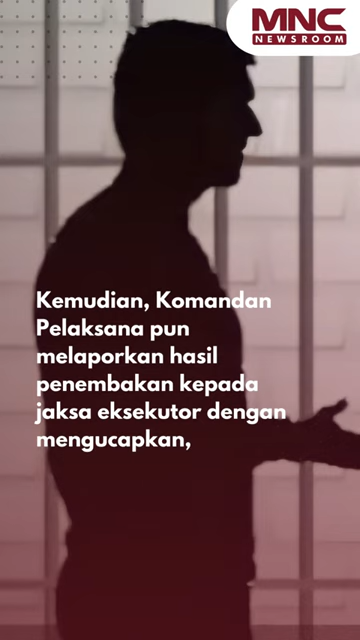 MNC
NEWSROOM
Kemudian, Komandan
Pelaksana pun
melaporkan hasil
penembakan kepada
jaksa eksekutor dengan
mengucapkan,